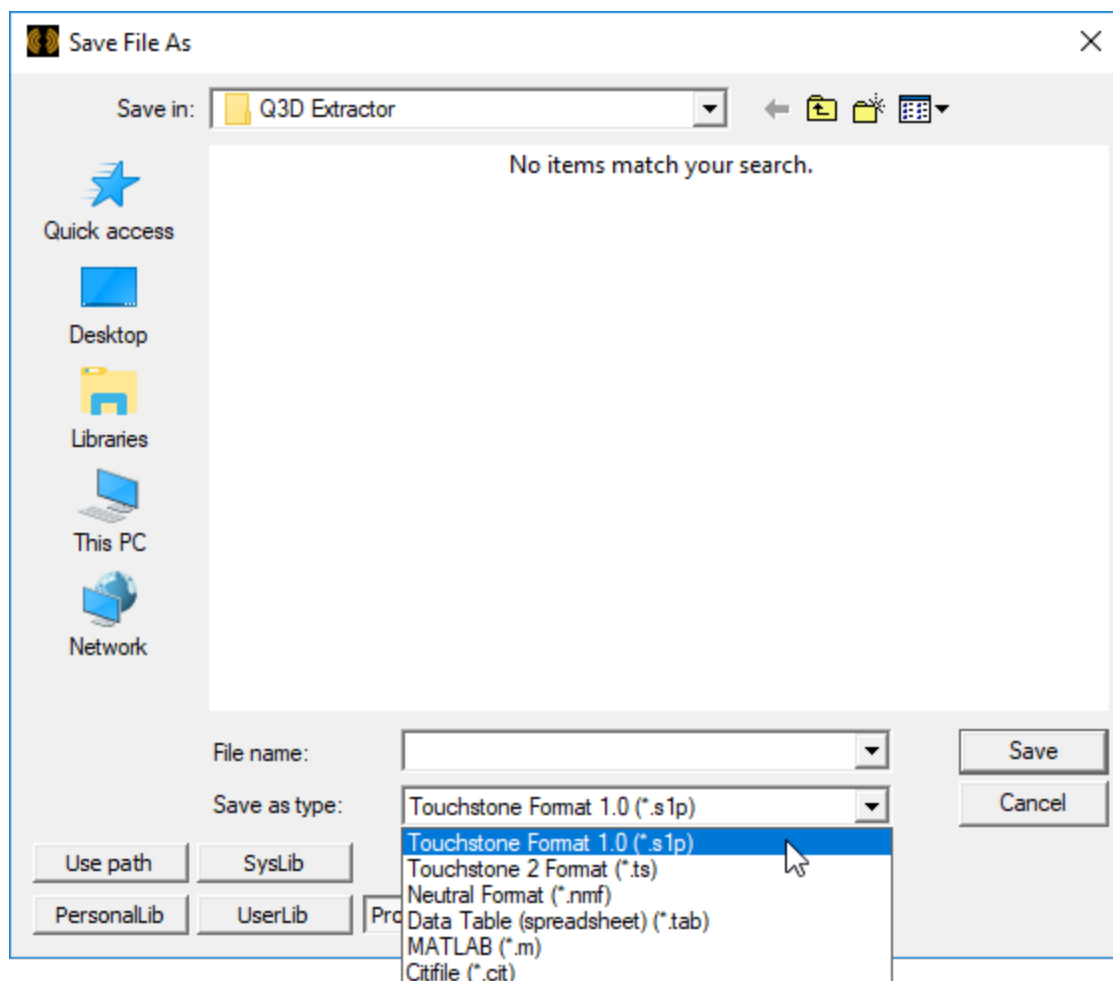 Save File As
Save in:
Q3D Extractor
No items match your search.
Quick access
Desktop
Libraries
This PC
Network
File name:
Save
Save as type:
Touchstone Format 1.0 (*.s1p)
Cancel
Touchstone Format 1.0 (*.s1p)
Touchstone 2 Format (*.ts)
Neutral Format (*.nmf)
Data Table (spreadsheet) (*.tab)
MATLAB (*.m)
Citifile (*.cit)
Use path
SysLib
PersonalLib
UserLib